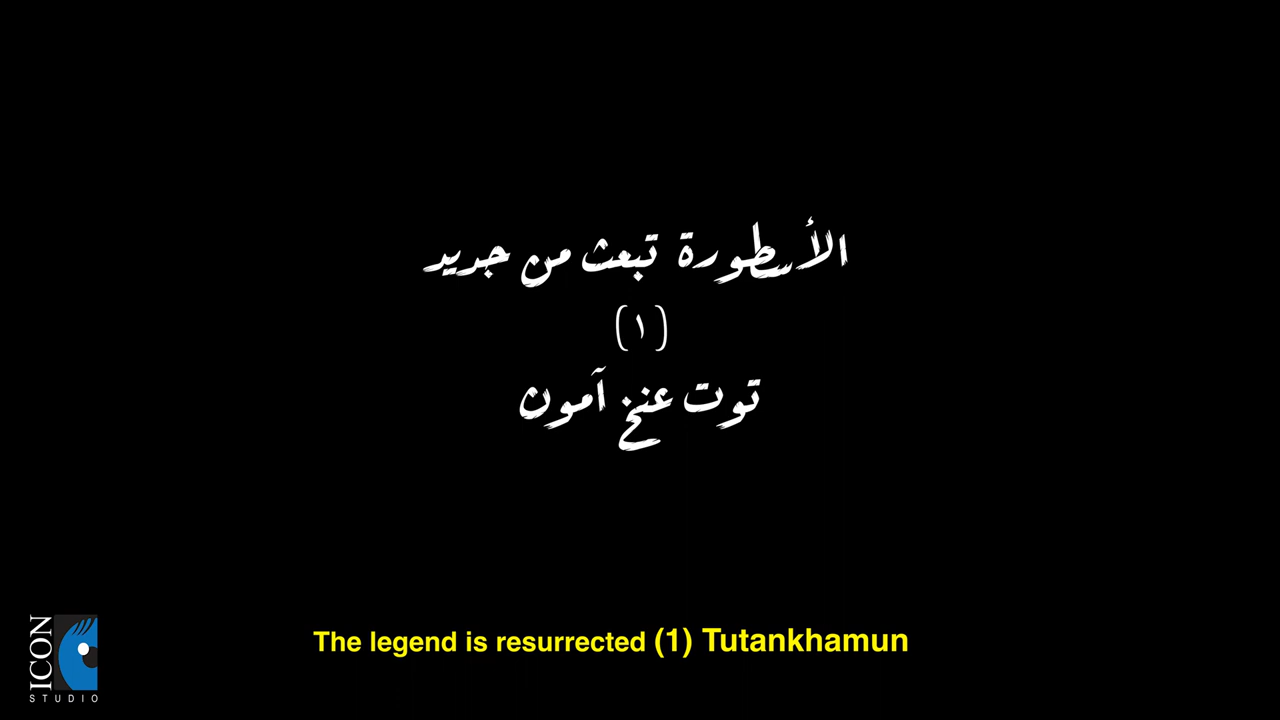 الأسطورة تبعث من جديد
(١)
توت عنخ آمون
The legend is resurrected (1) Tutankhamun
ICON
STUDIO